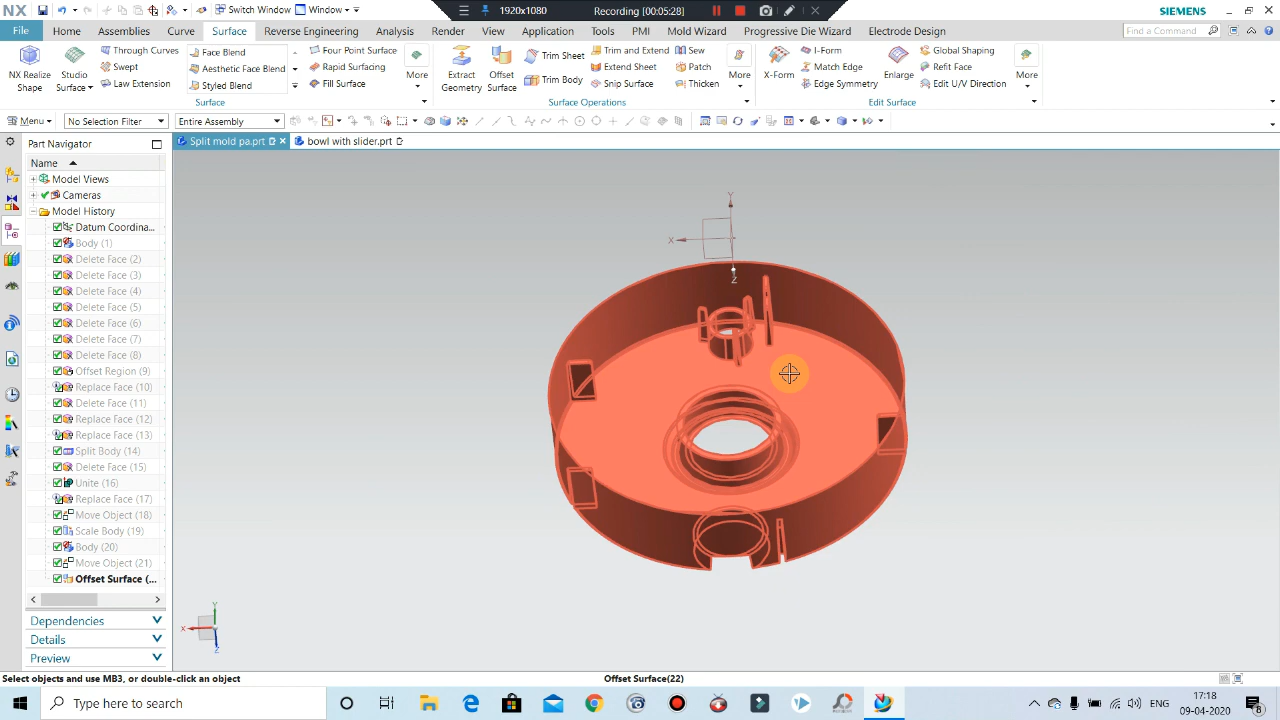 NX
Switch Window
Window
1920x1080
Recording [00:05:28]
SIEMENS
File
Home
Assemblies
Curve
Surface
Reverse Engineering
Analysis
Render
View
Application
Tools
PMI
Mold Wizard
Progressive Die Wizard
Electrode Design
Find a Command
NX Realize Shape
Studio Surface
Through Curves
Swept
Law Extension
Face Blend
Aesthetic Face Blend
Styled Blend
Four Point Surface
Rapid Surfacing
Fill Surface
More
Surface
Extract Geometry
Offset Surface
Trim Sheet
Trim Body
Trim and Extend
Extend Sheet
Snip Surface
Sew
Patch
Thicken
More
Surface Operations
X-Form
I-Form
Match Edge
Edge Symmetry
Enlarge
Global Shaping
Refit Face
Edit U/V Direction
More
Edit Surface
Menu
No Selection Filter
Entire Assembly
Part Navigator
Split mold pa.prt
bowl with slider.prt
Name
Model Views
Cameras
Model History
Datum Coordina...
Body (1)
Delete Face (2)
Delete Face (3)
Delete Face (4)
Delete Face (5)
Delete Face (6)
Delete Face (7)
Delete Face (8)
Offset Region (9)
Replace Face (10)
Delete Face (11)
Replace Face (12)
Replace Face (13)
Split Body (14)
Delete Face (15)
Unite (16)
Replace Face (17)
Move Object (18)
Scale Body (19)
Body (20)
Move Object (21)
Offset Surface (...
Dependencies
Details
Preview
Y
X
Z
Y
X
Z
Select objects and use MB3, or double-click an object
Offset Surface(22)
Type here to search
ENG
17:18
09-04-2020